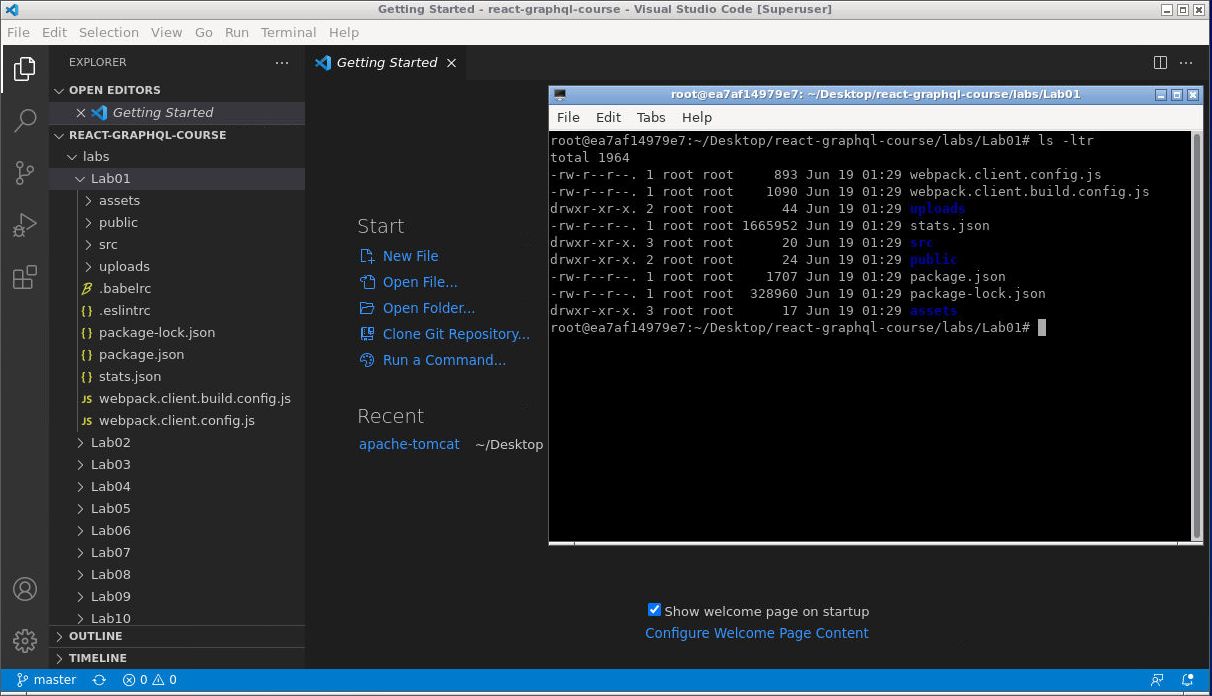 Getting Started - react-graphql-course - Visual Studio Code [Superuser]
File Edit Selection View Go Run Terminal Help
EXPLORER
OPEN EDITORS
Getting Started
REACT-GRAPHQL-COURSE
labs
Lab01
assets
public
src
uploads
.babelrc
.eslintrc
package-lock.json
package.json
stats.json
webpack.client.build.config.js
webpack.client.config.js
Lab02
Lab03
Lab04
Lab05
Lab06
Lab07
Lab08
Lab09
Lab10
OUTLINE
TIMELINE
Getting Started
Start
New File
Open File...
Open Folder...
Clone Git Repository...
Run a Command...
Recent
apache-tomcat ~/Desktop
root@ea7af14979e7: ~/Desktop/react-graphql-course/labs/Lab01
File Edit Tabs Help
root@ea7af14979e7:~/Desktop/react-graphql-course/labs/Lab01# ls -ltr
total 1964
-rw-r--r--. 1 root root     893 Jun 19 01:29 webpack.client.config.js
-rw-r--r--. 1 root root    1090 Jun 19 01:29 webpack.client.build.config.js
drwxr-xr-x. 2 root root      44 Jun 19 01:29 uploads
-rw-r--r--. 1 root root 1665952 Jun 19 01:29 stats.json
drwxr-xr-x. 3 root root      20 Jun 19 01:29 src
drwxr-xr-x. 2 root root      24 Jun 19 01:29 public
-rw-r--r--. 1 root root    1707 Jun 19 01:29 package.json
-rw-r--r--. 1 root root  328960 Jun 19 01:29 package-lock.json
drwxr-xr-x. 3 root root      17 Jun 19 01:29 assets
root@ea7af14979e7:~/Desktop/react-graphql-course/labs/Lab01#
Show welcome page on startup
Configure Welcome Page Content
master 0 0